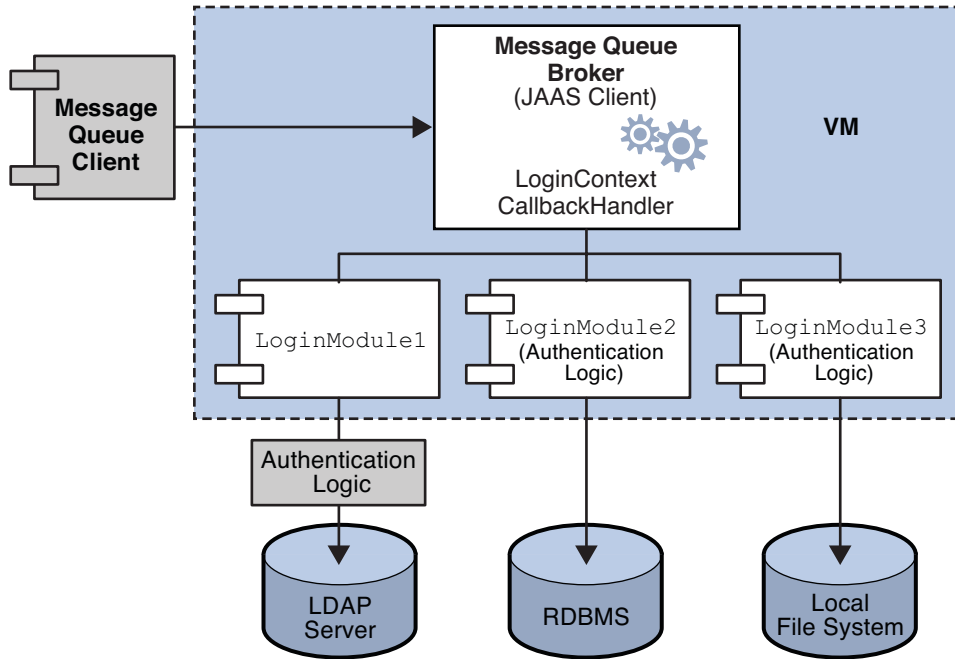 Message Queue
Broker
(JAAS Client)
Message
Queue
Client
VM
LoginContext
CallbackHandler
LoginModule1
LoginModule2
(Authentication
Logic)
LoginModule3
(Authentication
Logic)
Authentication
Logic
LDAP
Server
RDBMS
Local
File System